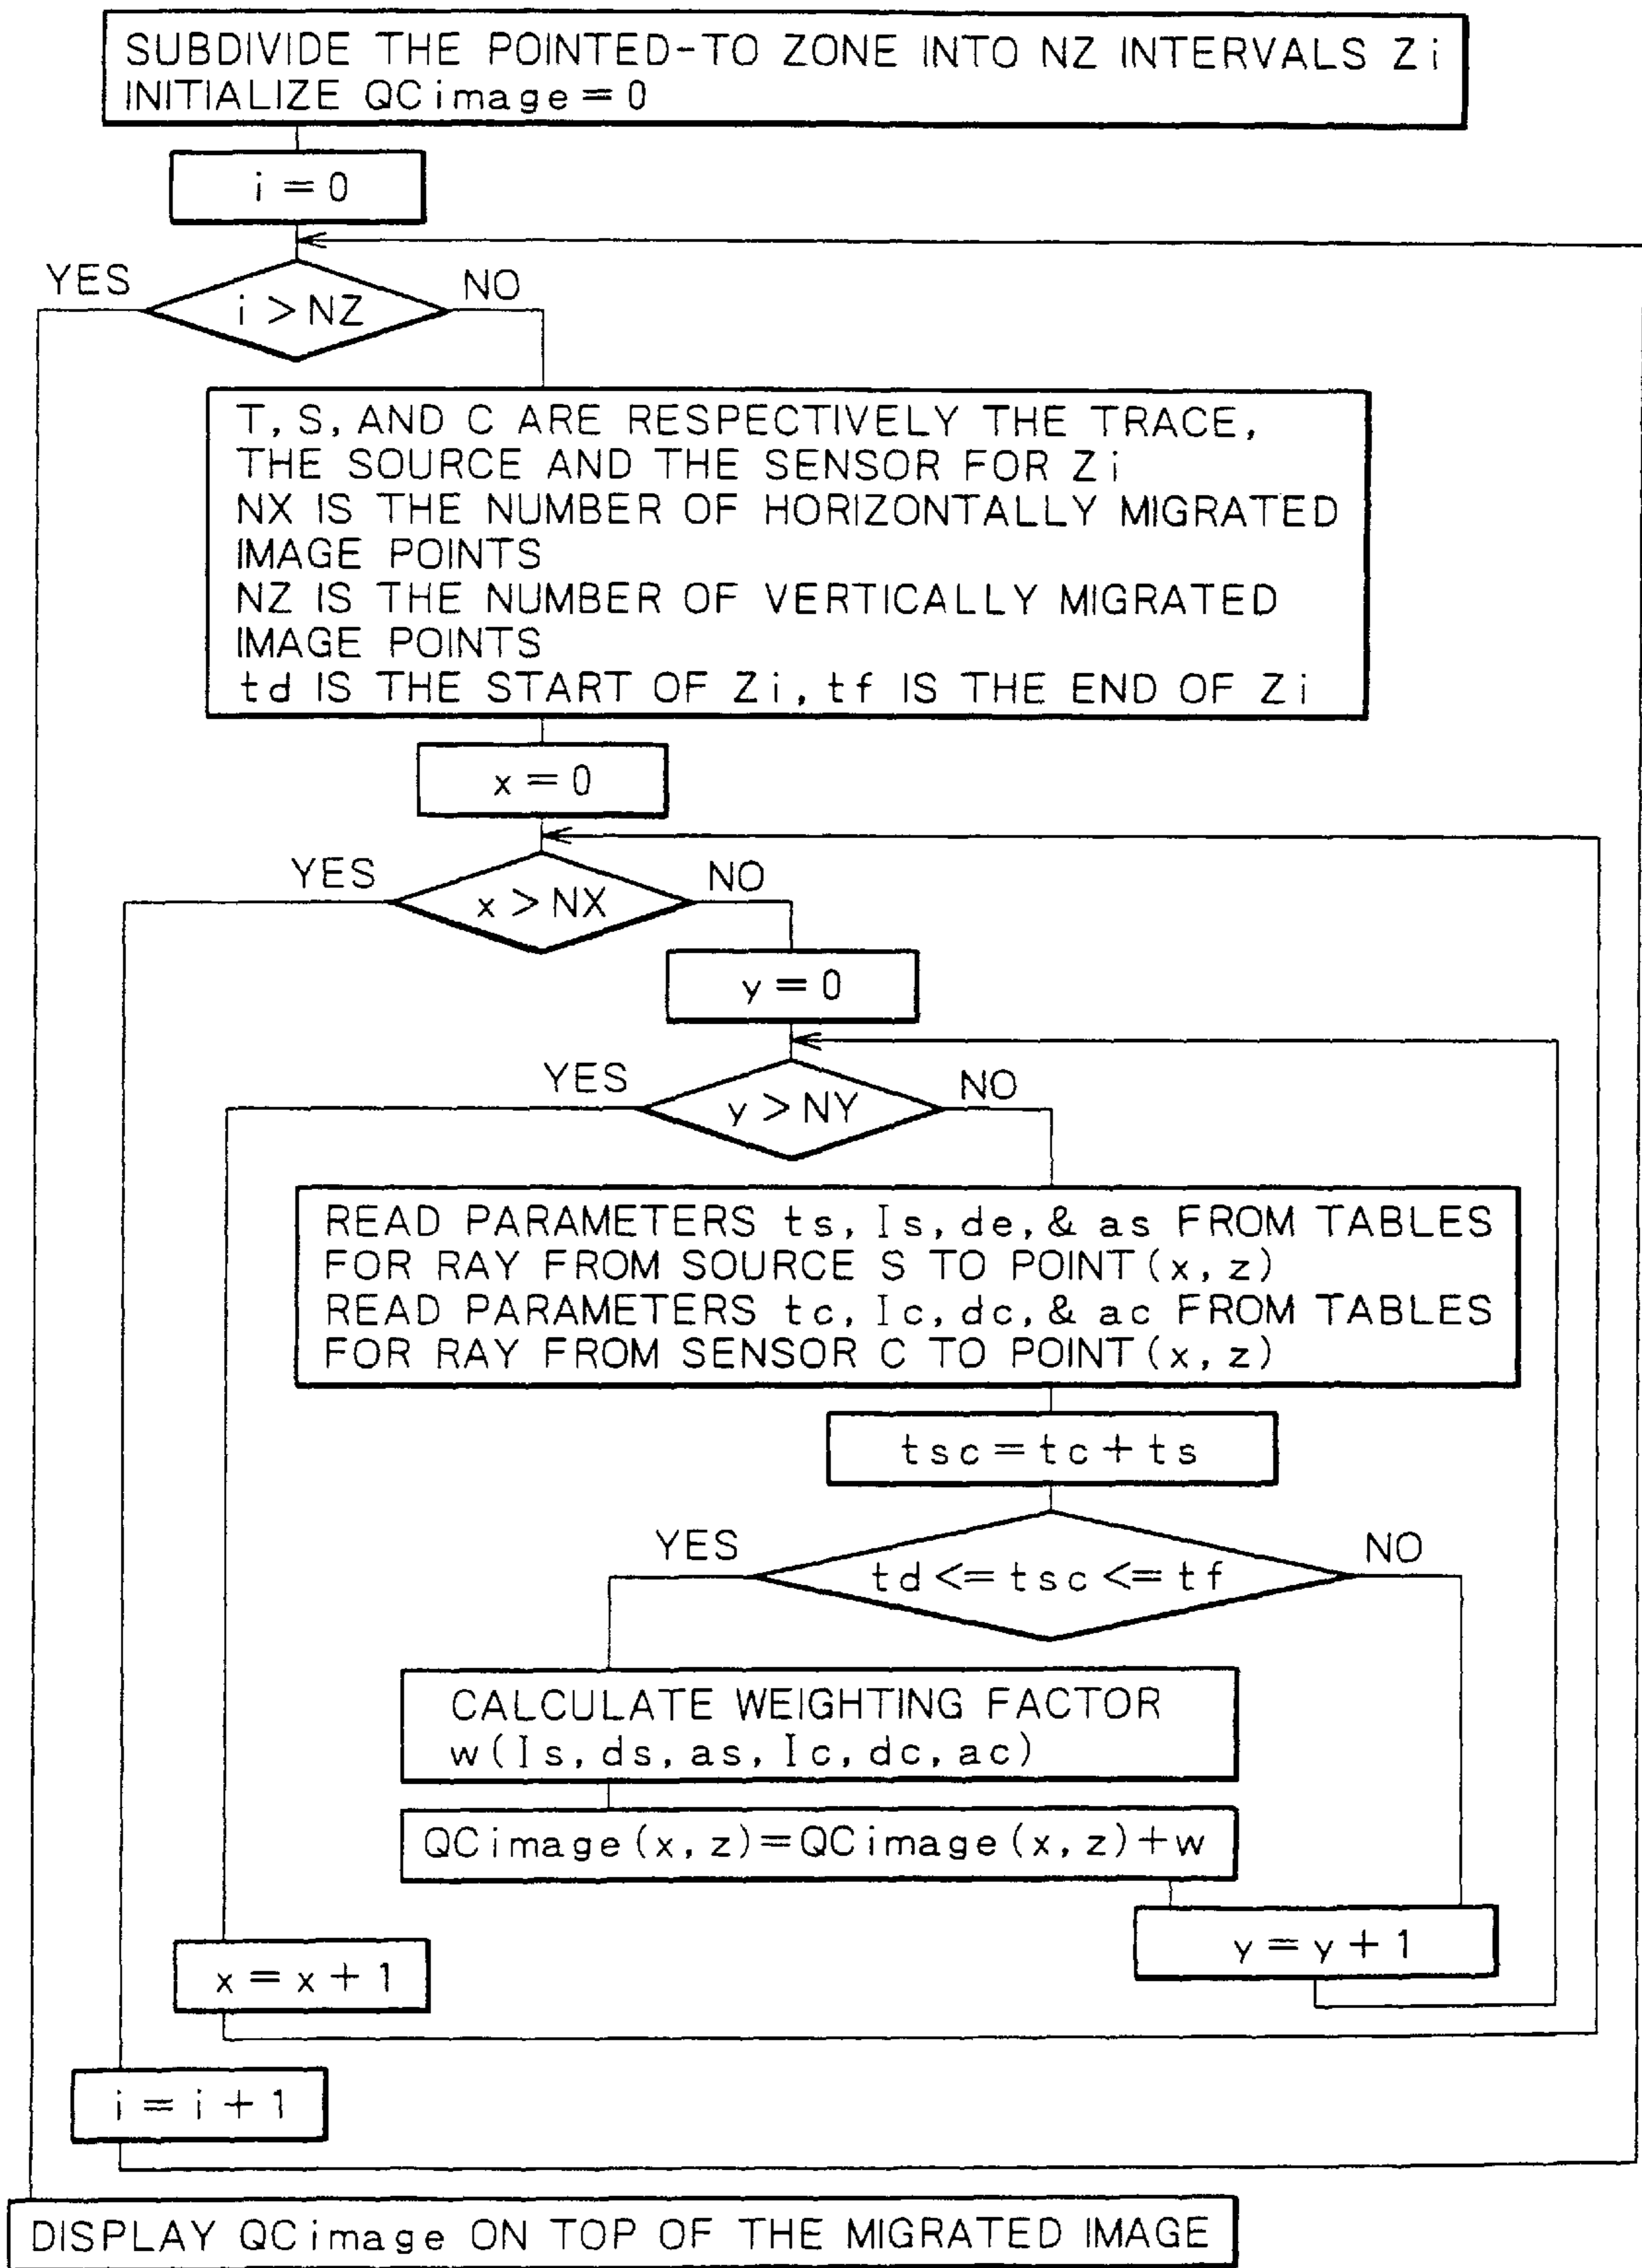 SUBDIVIDE THE POINTED-TO ZONE INTO NZ INTERVALS Zi
INITIALIZE QCimage = 0
i = 0
YES
NO
i > NZ
T, S, AND C ARE RESPECTIVELY THE TRACE,
THE SOURCE AND THE SENSOR FOR Zi
NX IS THE NUMBER OF HORIZONTALLY MIGRATED
IMAGE POINTS
NZ IS THE NUMBER OF VERTICALLY MIGRATED
IMAGE POINTS
td IS THE START OF Zi, tf IS THE END OF Zi
x = 0
YES
NO
x > NX
y = 0
YES
NO
y > NY
READ PARAMETERS ts, Is, de, & as FROM TABLES
FOR RAY FROM SOURCE S TO POINT (x, z)
READ PARAMETERS tc, Ic, dc, & ac FROM TABLES
FOR RAY FROM SENSOR C TO POINT (x, z)
tsc = tc + ts
YES
NO
td <= tsc <= tf
CALCULATE WEIGHTING FACTOR
w (Is, ds, as, Ic, dc, ac)
QCimage (x, z) = QCimage (x, z) + w
y = y + 1
x = x + 1
i = i + 1
DISPLAY QCimage ON TOP OF THE MIGRATED IMAGE